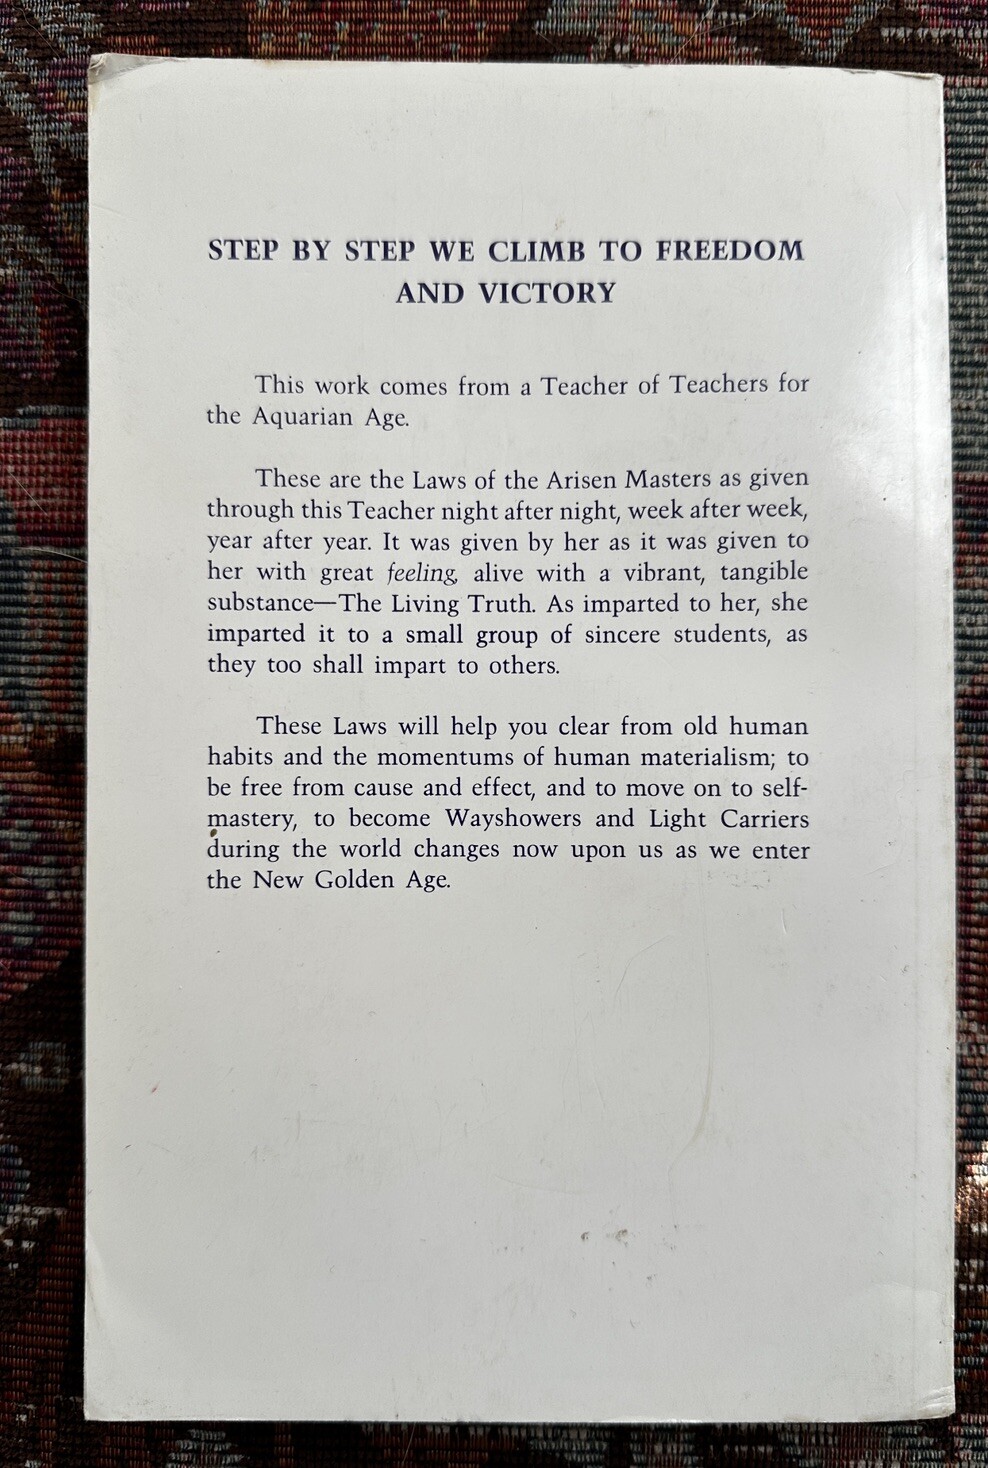 STEP BY STEP WE CLIMB TO FREEDOM
AND VICTORY
This work comes from a Teacher of Teachers for
the Aquarian Age.
These are the Laws of the Arisen Masters as given
through this Teacher night after night, week after week,
year after year. It was given by her as it was given to
her with great feeling, alive with a vibrant, tangible
substance—The Living Truth. As imparted to her, she
imparted it to a small group of sincere students, as
they too shall impart to others.
These Laws will help you clear from old human
habits and the momentums of human materialism; to
be free from cause and effect, and to move on to self-
mastery, to become Wayshowers and Light Carriers
during the world changes now upon us as we enter
the New Golden Age.